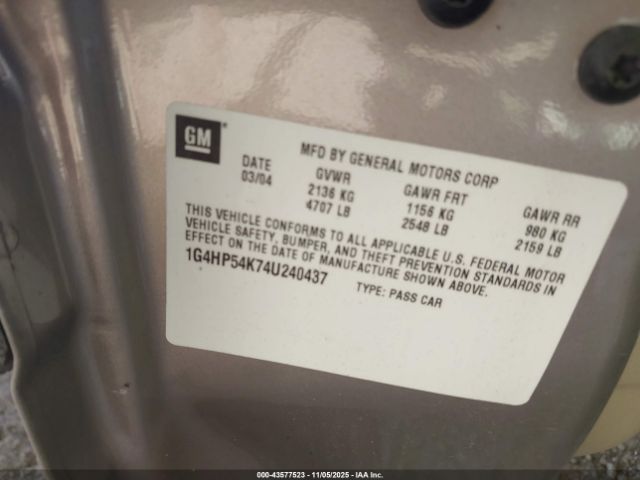 GM
MFD BY GENERAL MOTORS CORP
DATE GVWR GAWR FRT GAWR RR
03/04 2136 KG 1156 KG 980 KG
4707 LB 2548 LB 2159 LB
THIS VEHICLE CONFORMS TO ALL APPLICABLE U.S. FEDERAL MOTOR
VEHICLE SAFETY, BUMPER, AND THEFT PREVENTION STANDARDS IN
EFFECT ON THE DATE OF MANUFACTURE SHOWN ABOVE.
1G4HP54K74U240437 TYPE: PASS CAR
000-43577523 - 11/05/2025 - IAA Inc.